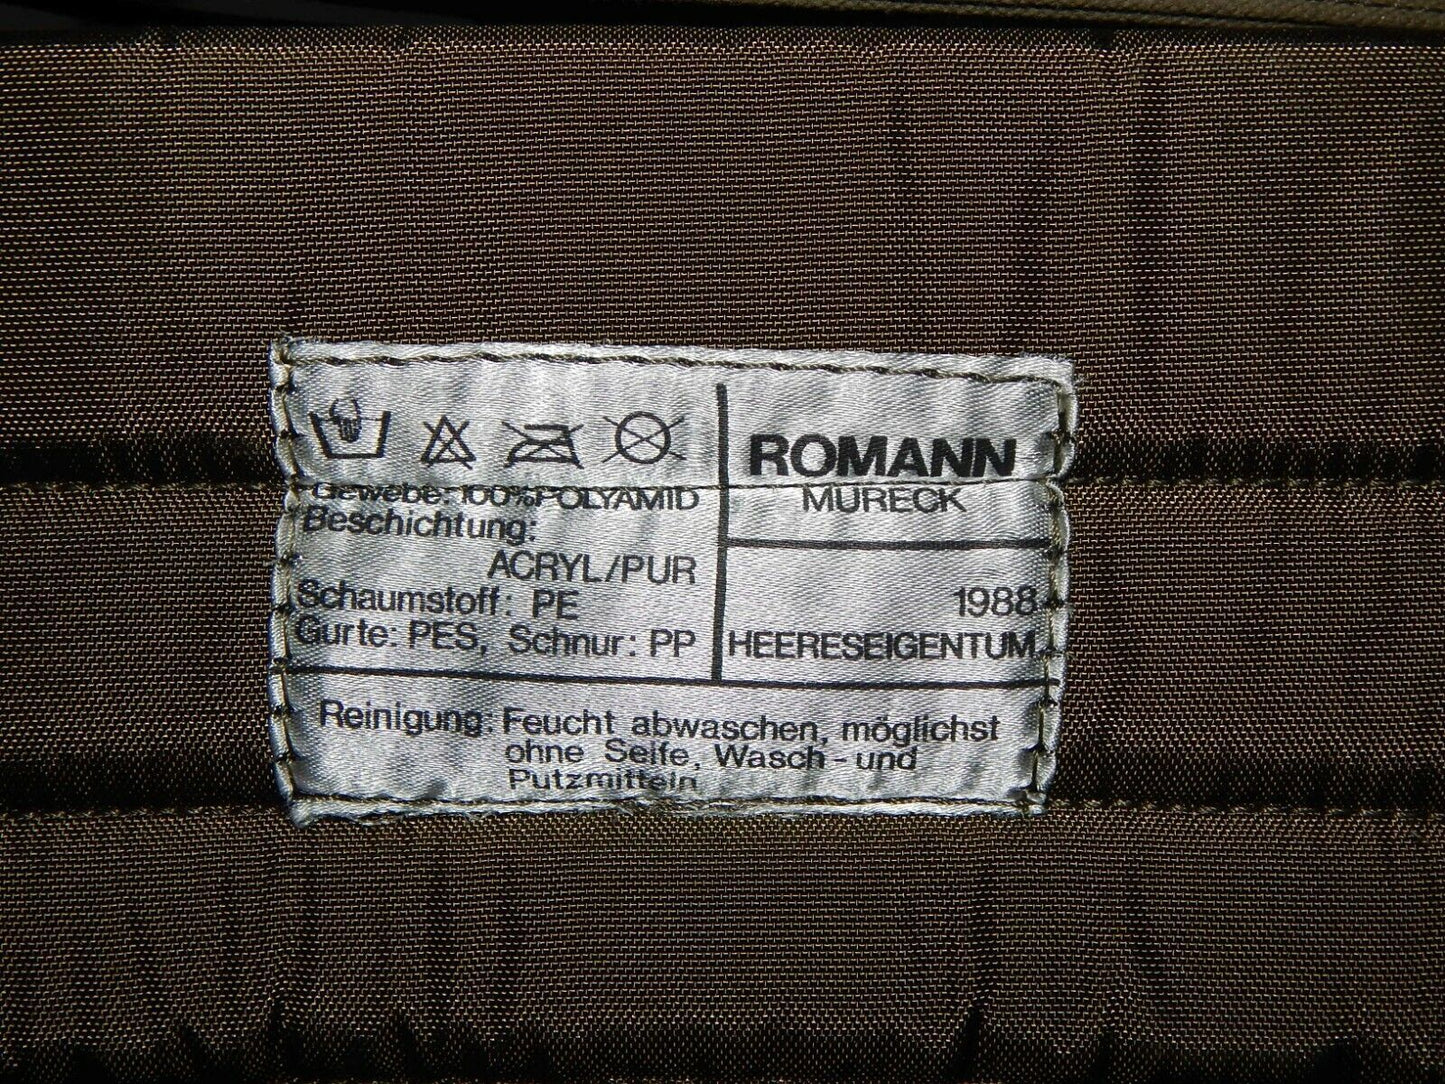 Gewebe: 100%POLYAMID
Beschichtung:
ACRYL/PUR
Schaumstoff: PE
Gurte: PES, Schnur: PP
ROMANN
MURECK
1988
HEERESEIGENTUM
Reinigung: Feucht abwaschen, möglichst
ohne Seife, Wasch-und
Putzmitteln.